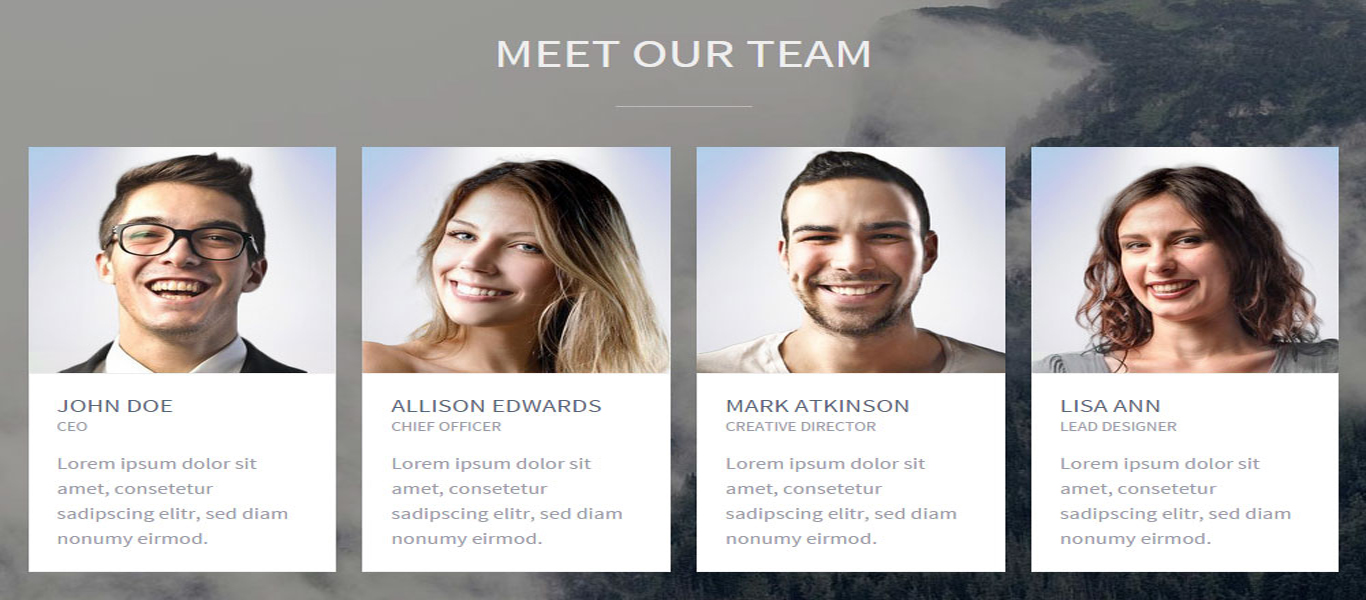 MEET OUR TEAM
JOHN DOE
CEO
Lorem ipsum dolor sit
amet, consetetur
sadipscing elitr, sed diam
nonumy eirmod.
ALLISON EDWARDS
CHIEF OFFICER
Lorem ipsum dolor sit
amet, consetetur
sadipscing elitr, sed diam
nonumy eirmod.
MARK ATKINSON
CREATIVE DIRECTOR
Lorem ipsum dolor sit
amet, consetetur
sadipscing elitr, sed diam
nonumy eirmod.
LISA ANN
LEAD DESIGNER
Lorem ipsum dolor sit
amet, consetetur
sadipscing elitr, sed diam
nonumy eirmod.